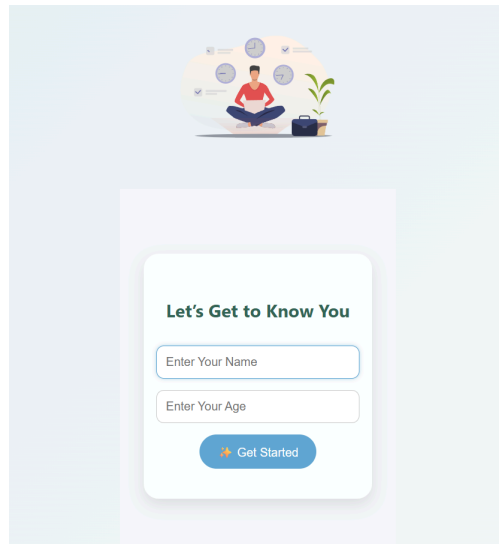 Let's Get to Know You
Enter Your Name
Enter Your Age
✨ Get Started